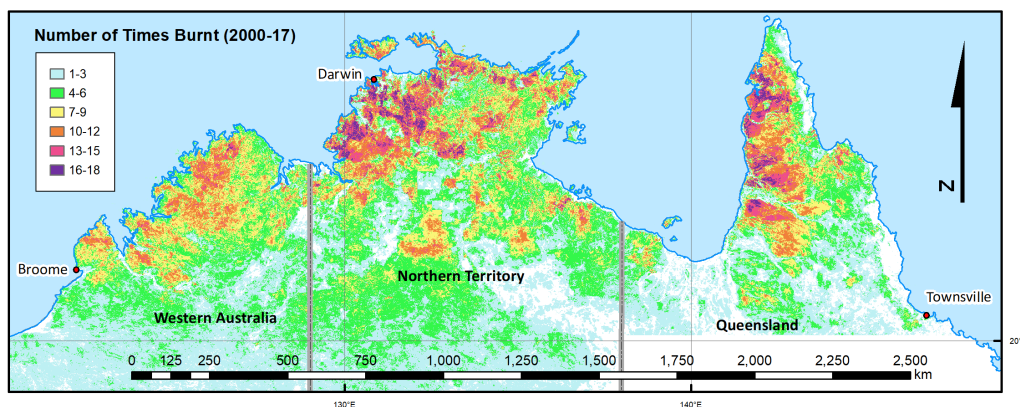 Number of Times Burnt (2000-17)
1-3
4-6
7-9
10-12
13-15
16-18
Darwin
N
Broome
Northern Territory
Townsville
Western Australia
Queensland
20°
0 125 250 500 750 1,000 1,250 1,500 1,750 2,000 2,250 2,500
km
130°E 140°E